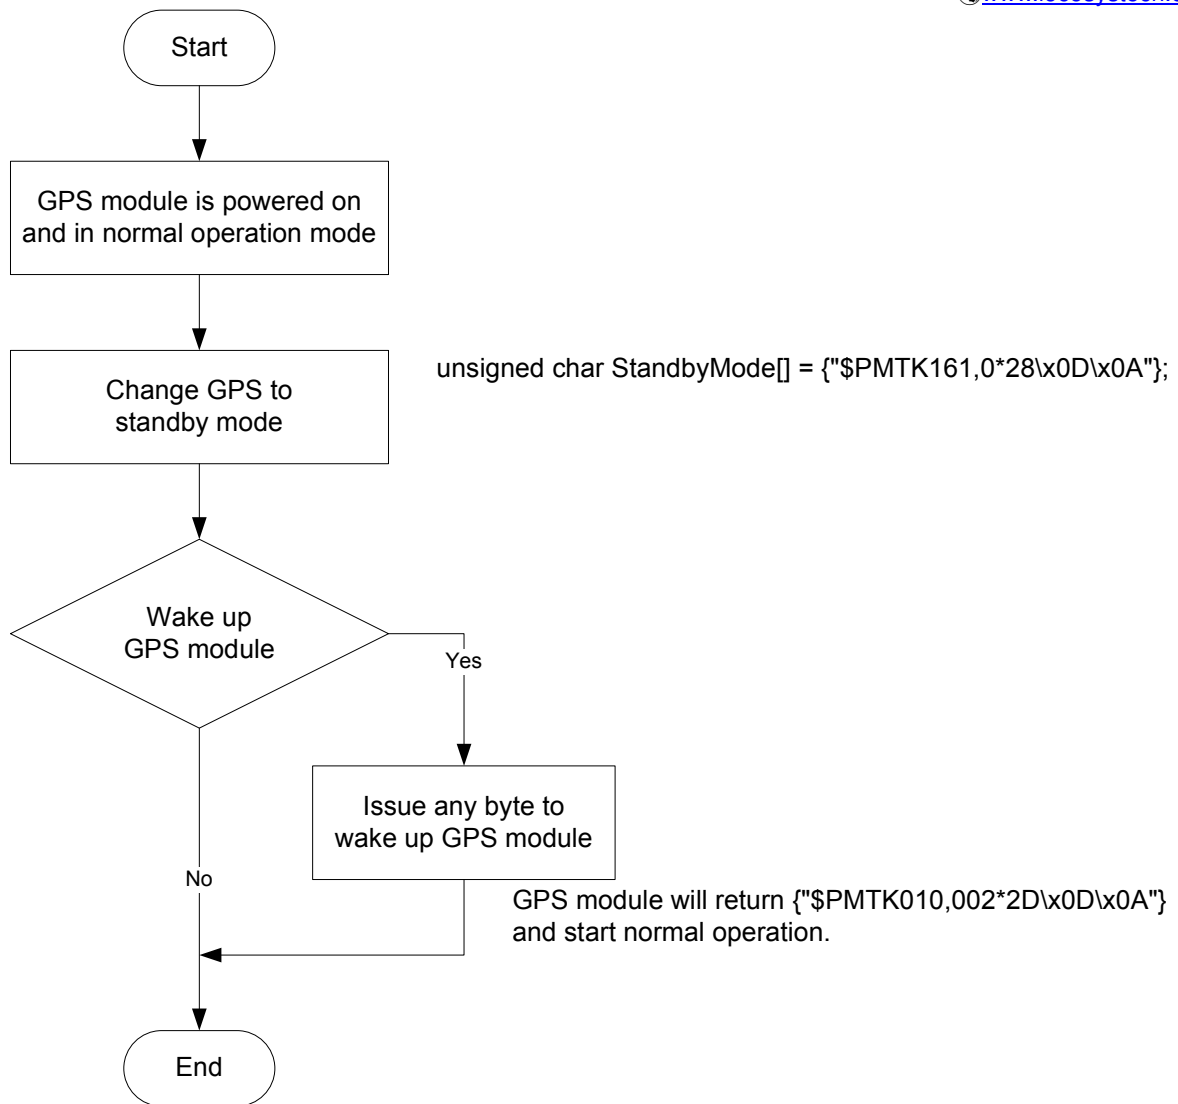 Start
GPS module is powered on
and in normal operation mode
Change GPS to
standby mode
unsigned char StandbyMode[] = {"$PMTK161,0*28\x0D\x0A"};
Wake up
GPS module
Yes
Issue any byte to
wake up GPS module
No
GPS module will return {"$PMTK010,002*2D\x0D\x0A"}
and start normal operation.
End